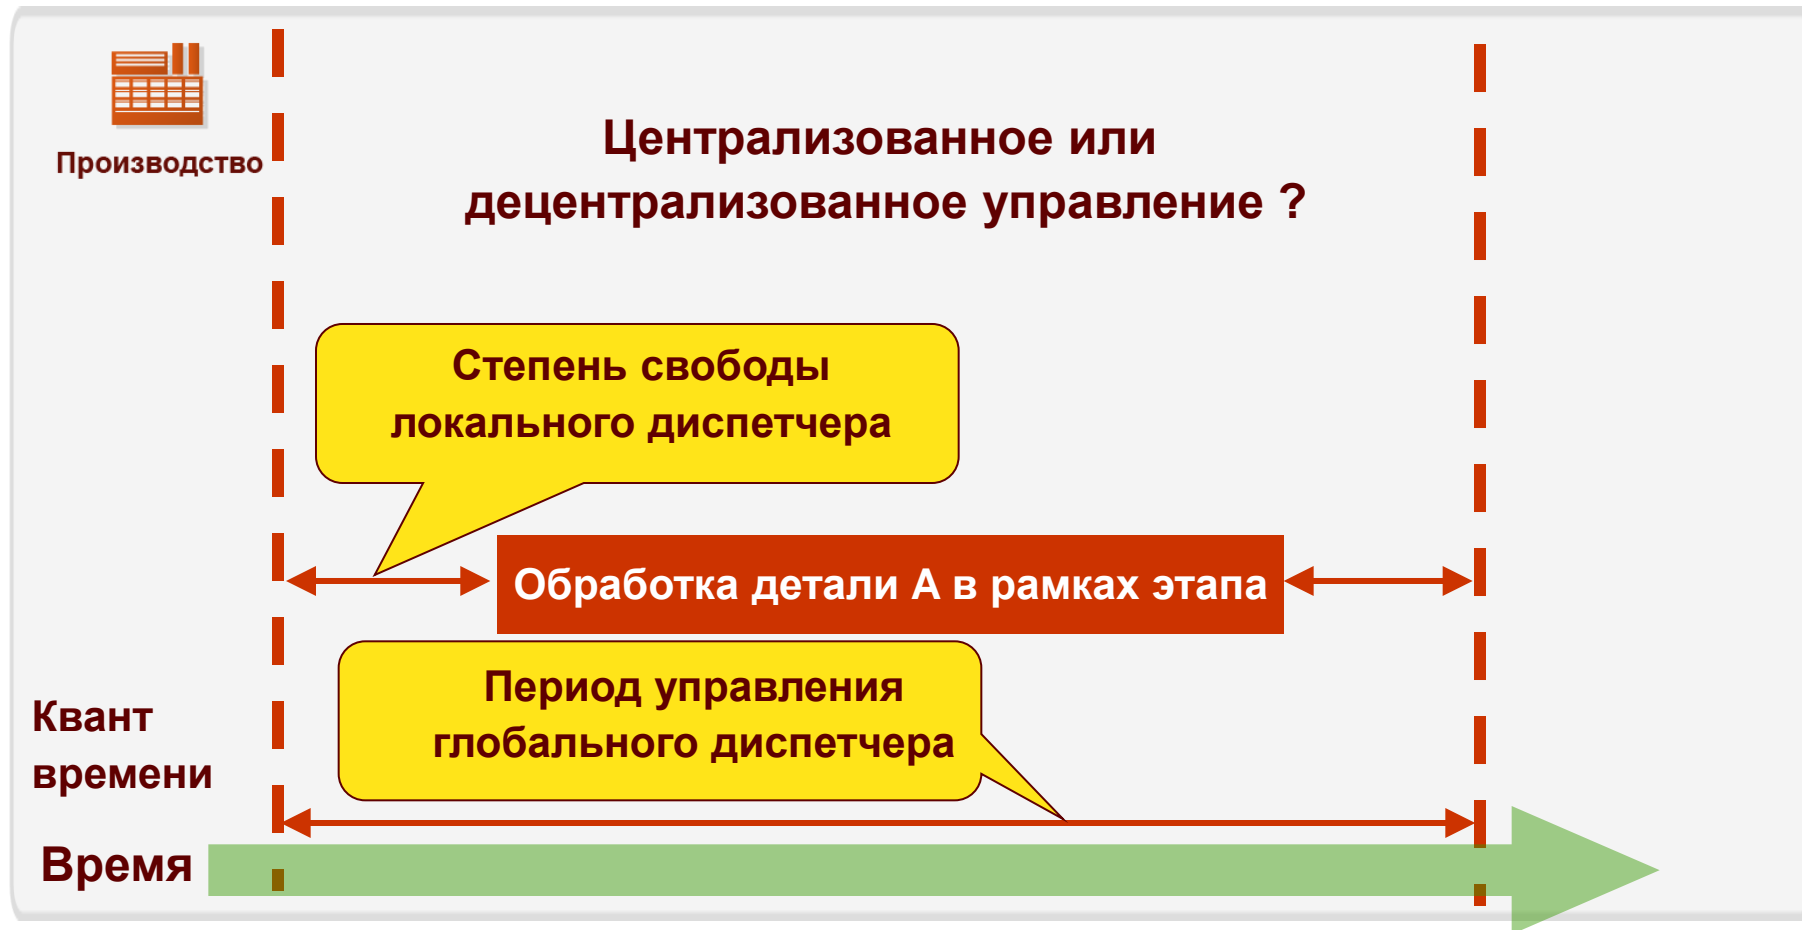 Производство
Централизованное или
децентрализованное управление ?
Степень свободы
локального диспетчера
Обработка детали А в рамках этапа
Период управления
глобального диспетчера
Квант
времени
Время